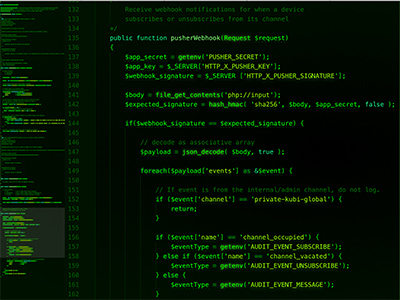 132 Receive webhook notifications for when a device
133 subscribes or unsubscribes from its channel
134 */
135 public function pusherWebhook(Request $request)
136 {
137 $app_secret = getenv('PUSHER_SECRET');
138 $app_key = $_SERVER['HTTP_X_PUSHER_KEY'];
139 $webhook_signature = $_SERVER ['HTTP_X_PUSHER_SIGNATURE'];
140
141 $body = file_get_contents('php://input');
142 $expected_signature = hash_hmac( 'sha256', $body, $app_secret, false );
143
144 if($webhook_signature == $expected_signature) {
145
146 // decode as associative array
147 $payload = json_decode( $body, true );
148
149 foreach($payload['events'] as &$event) {
150
151 // If event is from the internal/admin channel, do not log.
152 if ($event['channel'] == 'private-kubi-global') {
153 return;
154 }
155
156 if ($event['name'] == 'channel_occupied') {
157 $eventType = getenv('AUDIT_EVENT_SUBSCRIBE');
158 } else if ($event['name'] == 'channel_vacated') {
159 $eventType = getenv('AUDIT_EVENT_UNSUBSCRIBE');
160 } else {
161 $eventType = getenv('AUDIT_EVENT_MESSAGE');
162 }